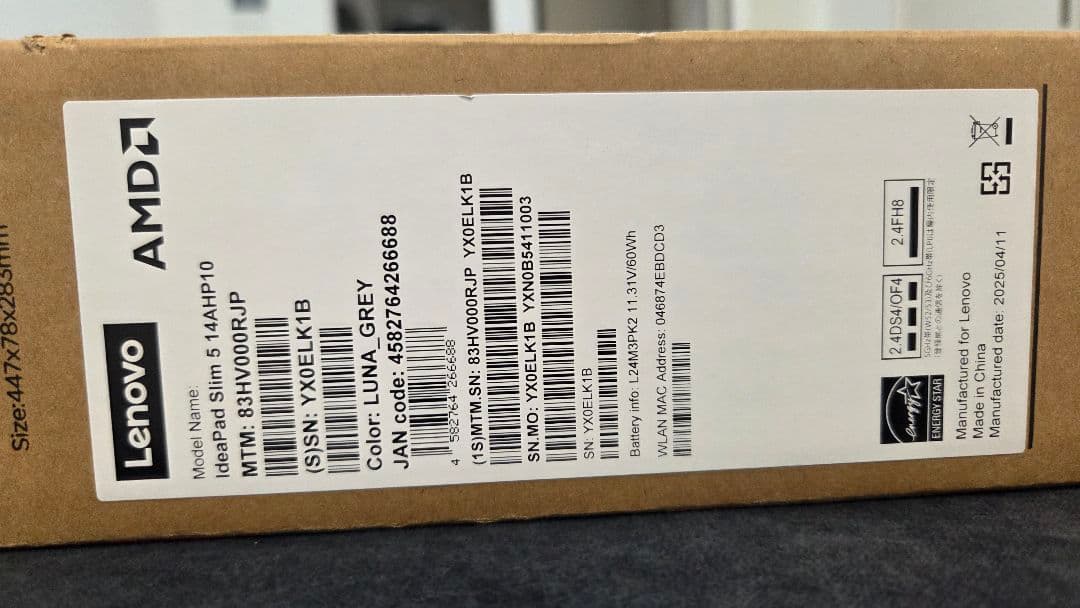 Size:447x78x283mm
Lenovo
AMD
Model Name:
IdeaPad Slim 5 14AHP10
MTM: 83HV000RJP
(S)SN: YX0ELK1B
Color: LUNA_GREY
JAN code: 4582764266688
4 582764 266688
(1S)MTM.SN: 83HV000RJP YX0ELK1B
SN.MO: YX0ELK1B YXN0B5411003
SN: YX0ELK1B
Battery info: L24M3PK2 11.31V/60Wh
WLAN MAC Address: 046874EBDCD3
2.4DS4/OF4
2.4FH8
energy
ENERGY STAR
Manufactured for Lenovo
Made in China
Manufactured date: 2025/04/11